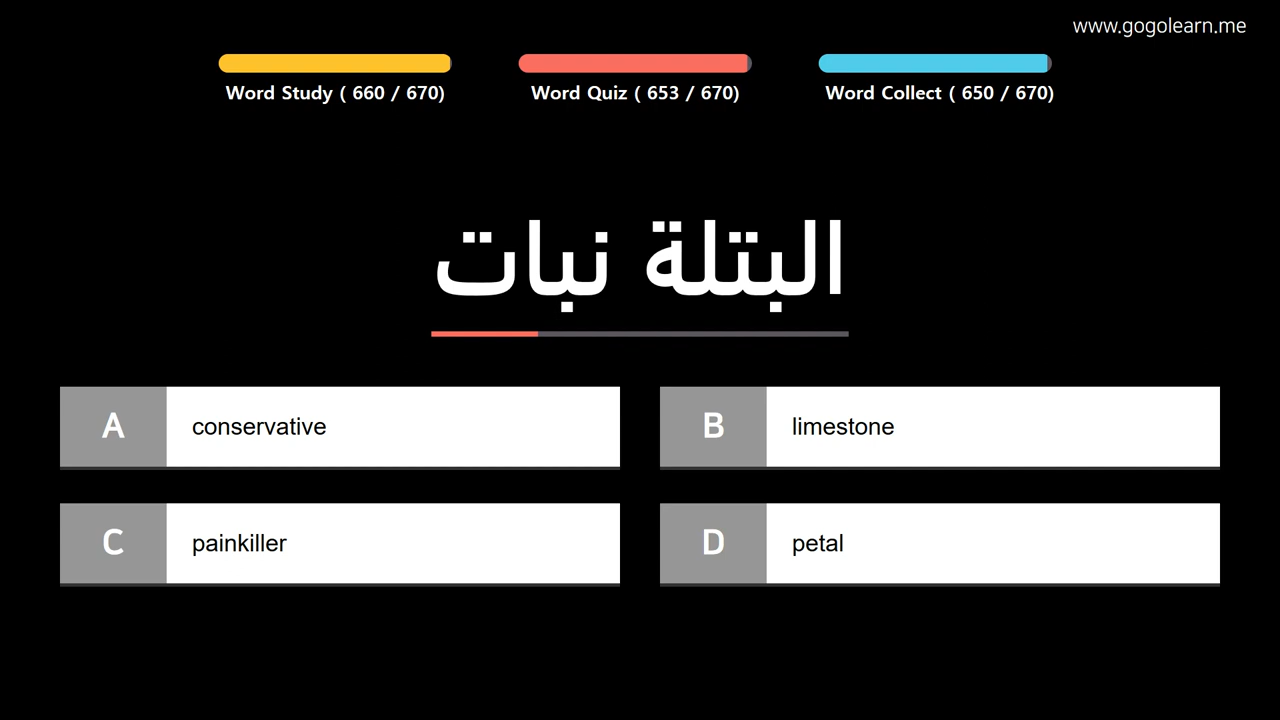 www.gogolearn.me
Word Study ( 660 / 670)
Word Quiz ( 653 / 670)
Word Collect ( 650 / 670)
البتلة نبات
A conservative
B limestone
C painkiller
D petal